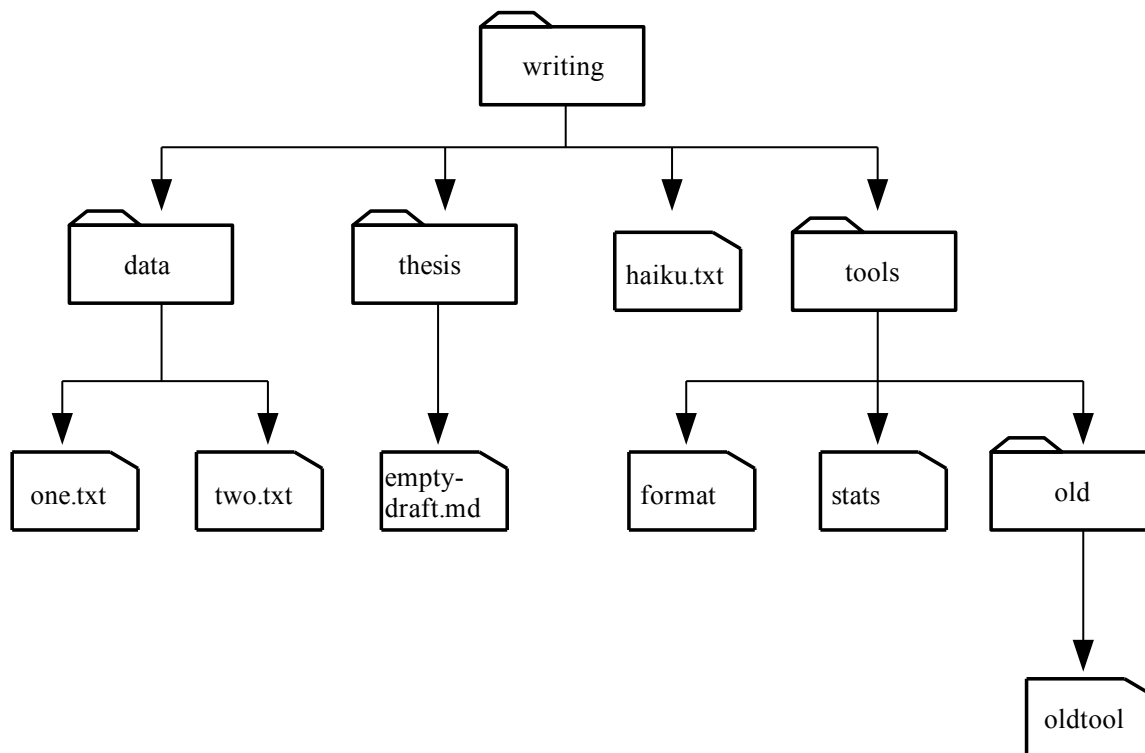 writing
data
thesis
haiku.txt
tools
one.txt
two.txt
empty-
draft.md
format
stats
old
oldtool